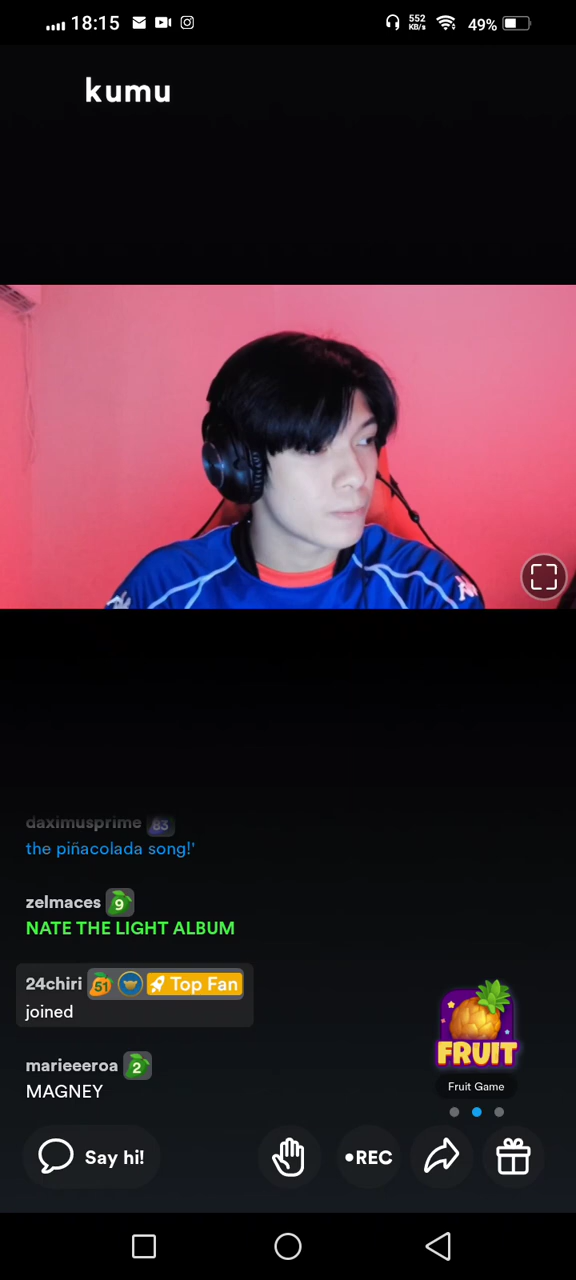 18:15
552
KB/s
49%
kumu
daximusprime 63
the piñacolada song!'
zelmaces 9
NATE THE LIGHT ALBUM
24chiri 51 Top Fan
joined
marieeeroa 2
MAGNEY
FRUIT
Fruit Game
Say hi!
•REC